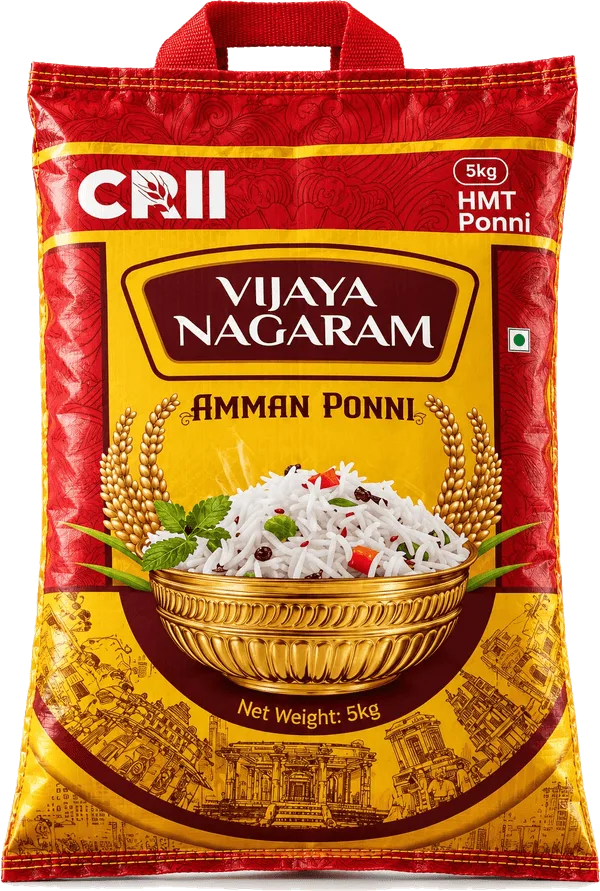 CRII
5kg
HMT
Ponni
VIJAYA
NAGARAM
AMMAN PONNI
Net Weight: 5kg